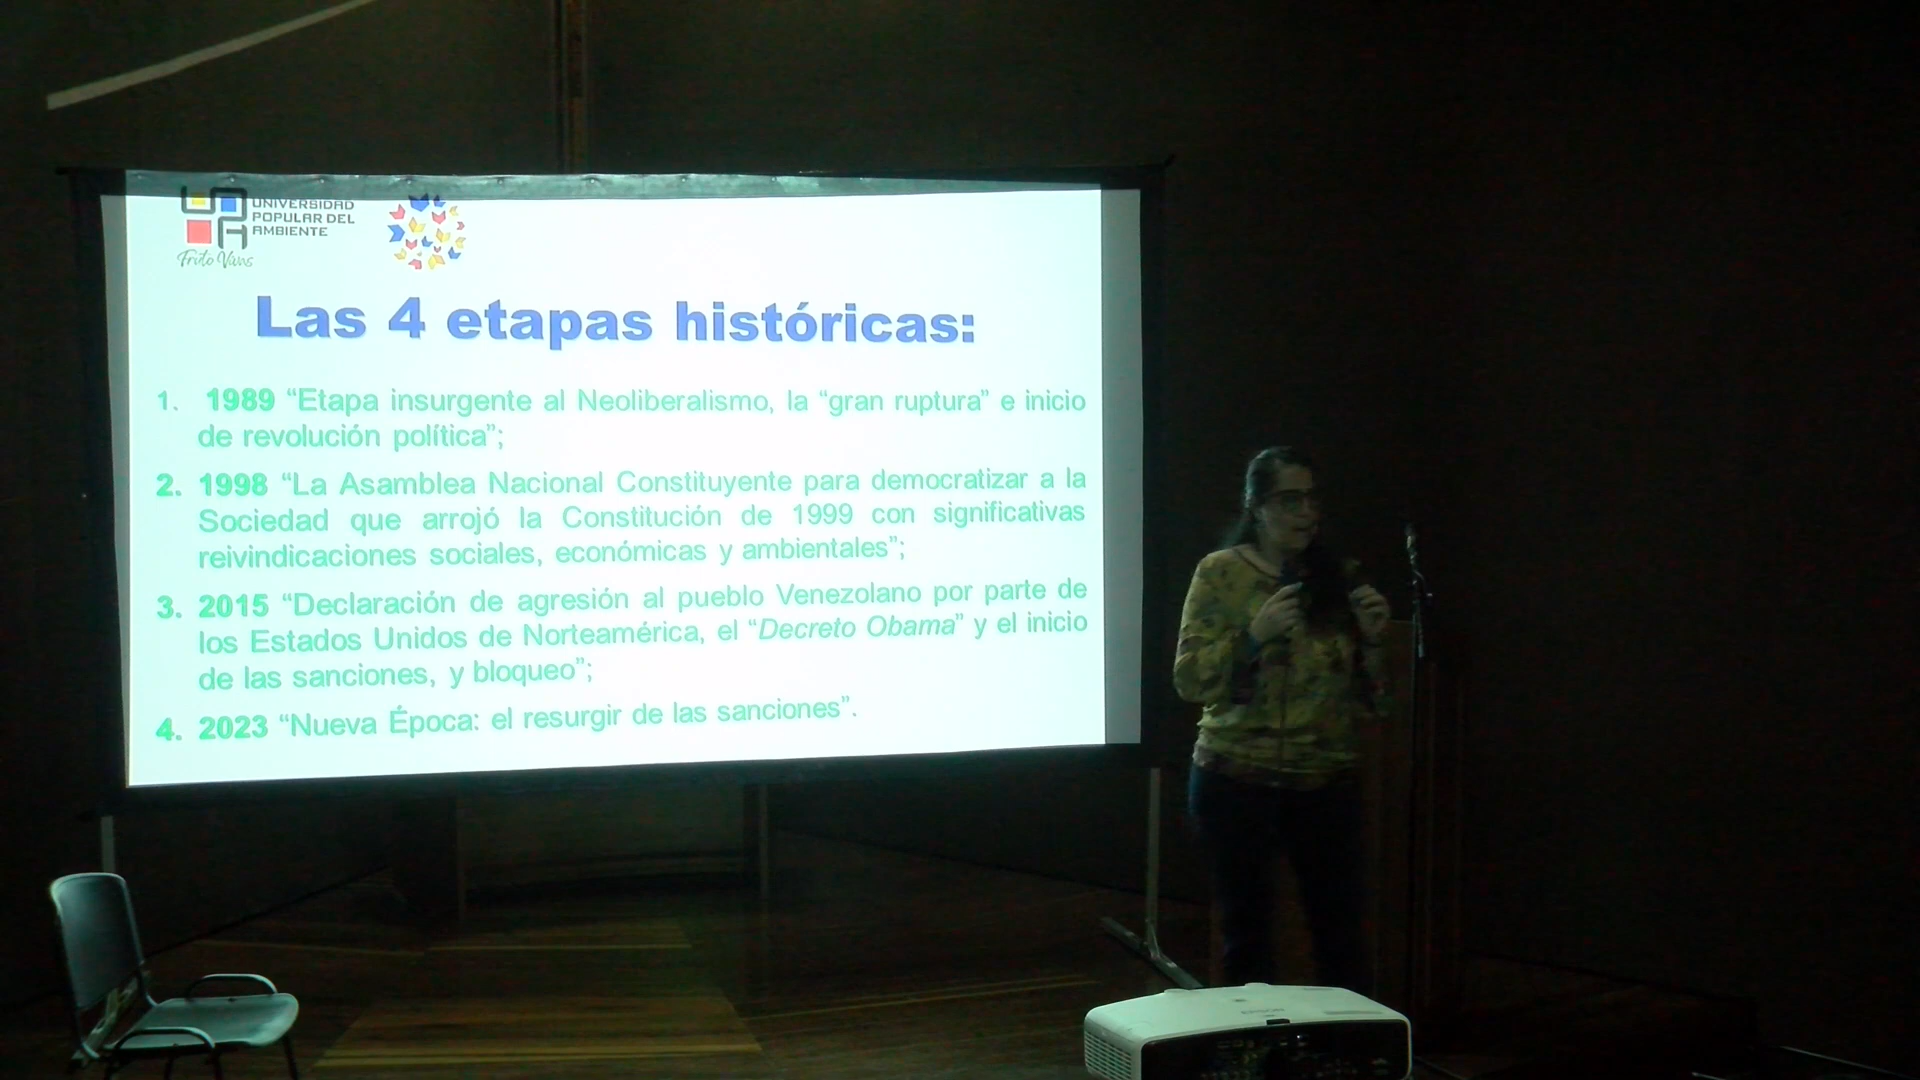 UNIVERSIDAD
POPULAR DEL
AMBIENTE
Fruto Vivas
Las 4 etapas históricas:
1. 1989 “Etapa insurgente al Neoliberalismo, la “gran ruptura” e inicio
de revolución política”;
2. 1998 “La Asamblea Nacional Constituyente para democratizar a la
Sociedad que arrojó la Constitución de 1999 con significativas
reivindicaciones sociales, económicas y ambientales”;
3. 2015 “Declaración de agresión al pueblo Venezolano por parte de
los Estados Unidos de Norteamérica, el “Decreto Obama” y el inicio
de las sanciones, y bloqueo”;
4. 2023 “Nueva Época: el resurgir de las sanciones”.
EPSON